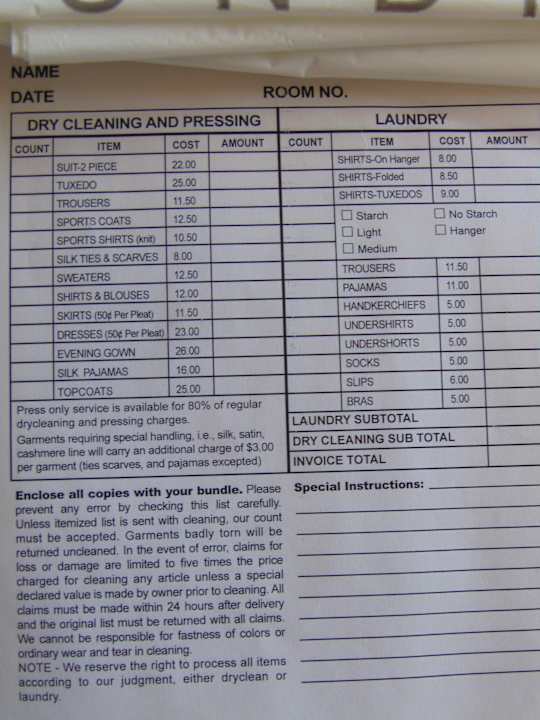 NAME
DATE ROOM NO.
DRY CLEANING AND PRESSING
COUNT ITEM COST AMOUNT
SUIT-2 PIECE 22.00
TUXEDO 25.00
TROUSERS 11.50
SPORTS COATS 12.50
SPORTS SHIRTS (knit) 10.50
SILK TIES & SCARVES 8.00
SWEATERS 12.50
SHIRTS & BLOUSES 12.00
SKIRTS (50¢ Per Pleat) 11.50
DRESSES (50¢ Per Pleat) 23.00
EVENING GOWN 26.00
SILK PAJAMAS 16.00
TOPCOATS 25.00
Press only service is available for 80% of regular
drycleaning and pressing charges.
Garments requiring special handling, i.e., silk, satin,
cashmere line will carry an additional charge of $3.00
per garment (ties scarves, and pajamas excepted)
LAUNDRY
COUNT ITEM COST AMOUNT
SHIRTS-On Hanger 8.00
SHIRTS-Folded 8.50
SHIRTS-TUXEDOS 9.00
Starch No Starch
Light Hanger
Medium
TROUSERS 11.50
PAJAMAS 11.00
HANDKERCHIEFS 5.00
UNDERSHIRTS 5.00
UNDERSHORTS 5.00
SOCKS 5.00
SLIPS 6.00
BRAS 5.00
LAUNDRY SUBTOTAL
DRY CLEANING SUB TOTAL
INVOICE TOTAL
Enclose all copies with your bundle. Please
prevent any error by checking this list carefully.
Unless itemized list is sent with cleaning, our count
must be accepted. Garments badly torn will be
returned uncleaned. In the event of error, claims for
loss or damage are limited to five times the price
charged for cleaning any article unless a special
declared value is made by owner prior to cleaning. All
claims must be made within 24 hours after delivery
and the original list must be returned with all claims.
We cannot be responsible for fastness of colors or
ordinary wear and tear in cleaning.
NOTE - We reserve the right to process all items
according to our judgment, either dryclean or
laundry.
Special Instructions: